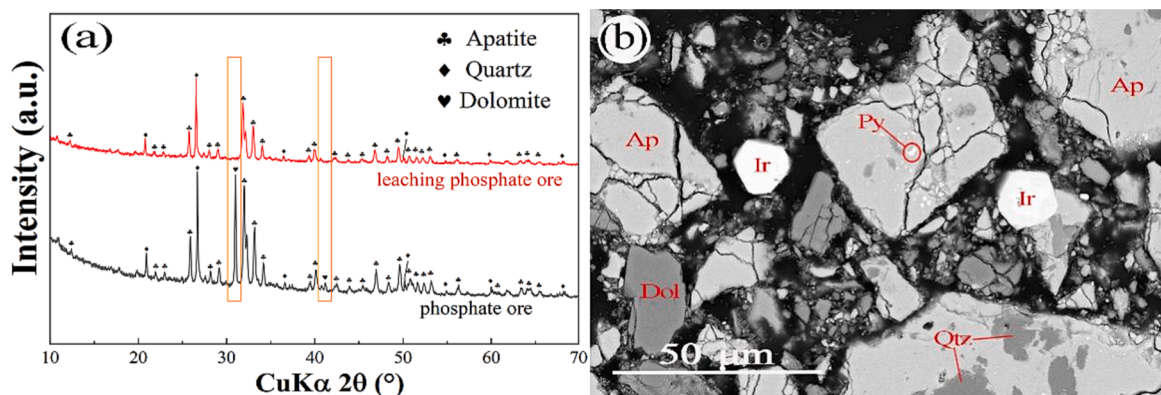 (a)
♣ Apatite
♦ Quartz
♥ Dolomite
Intensity (a.u.)
leaching phosphate ore
phosphate ore
10 20 30 40 50 60 70
CuKα 2θ (°)
(b)
Ap
Py
Ap
Ir
Ir
Dol
Qtz
50 μm